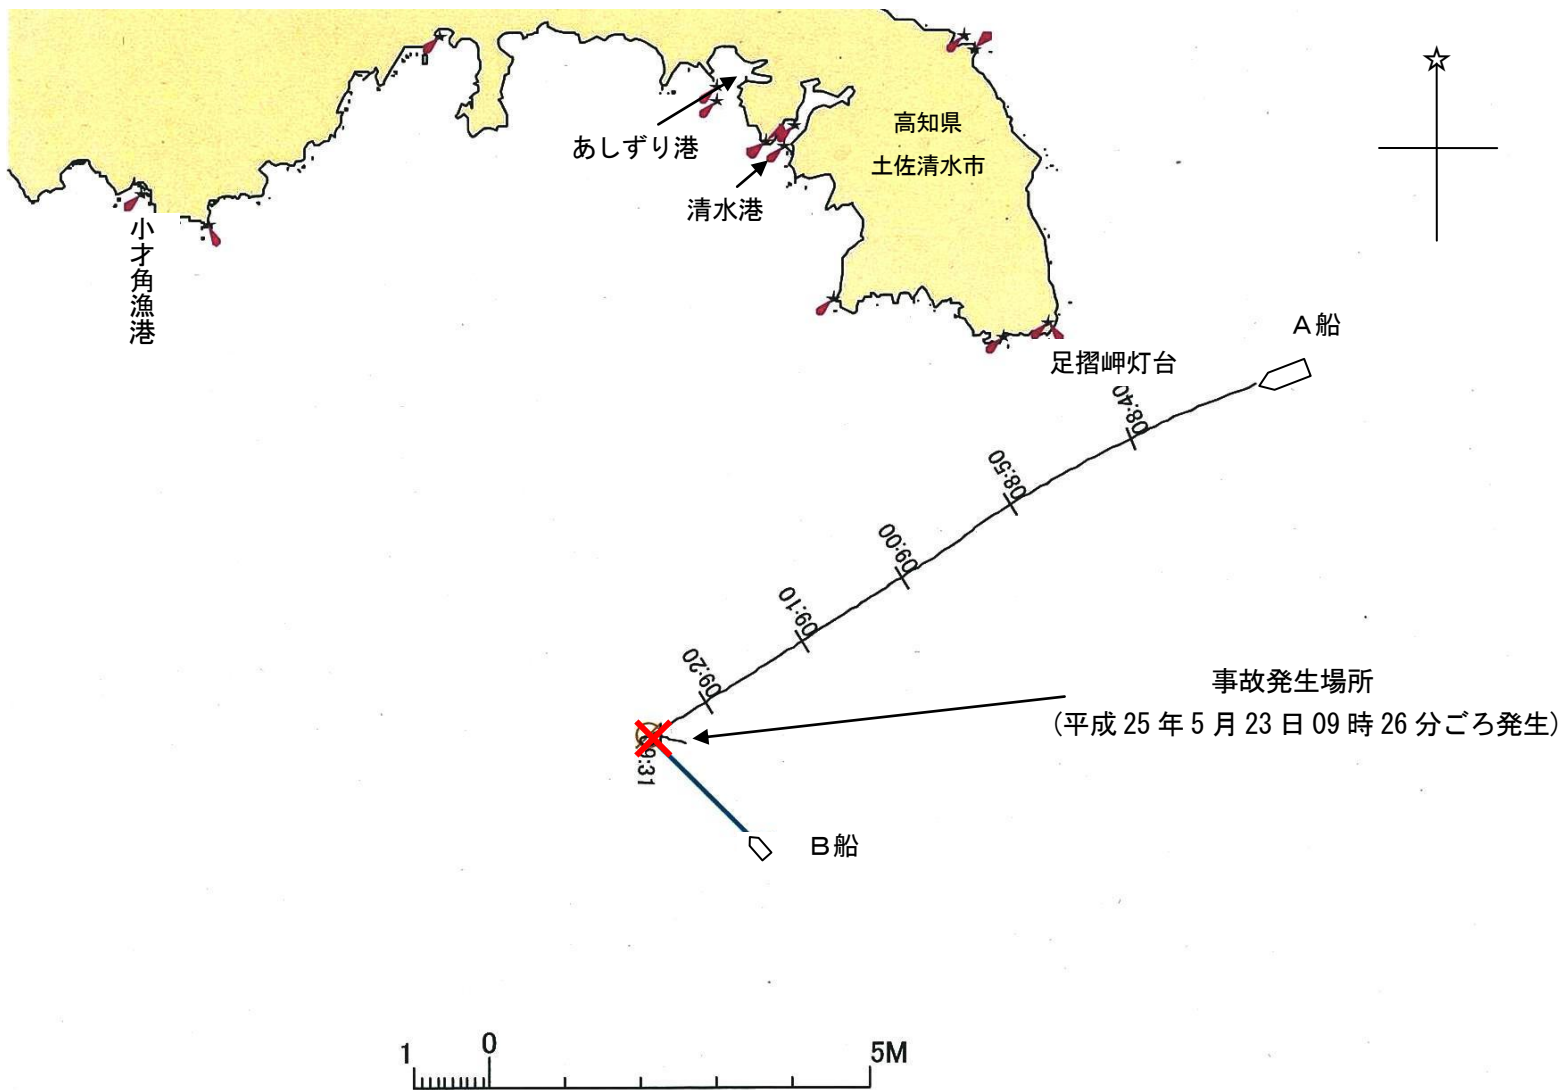 高知県
土佐清水市
あしずり港
清水港
小才角漁港
足摺岬灯台
A船
08:40
08:50
09:00
09:10
09:20
09:31
事故発生場所
(平成 25 年 5 月 23 日 09 時 26 分ごろ発生)
B船
1 0 5M